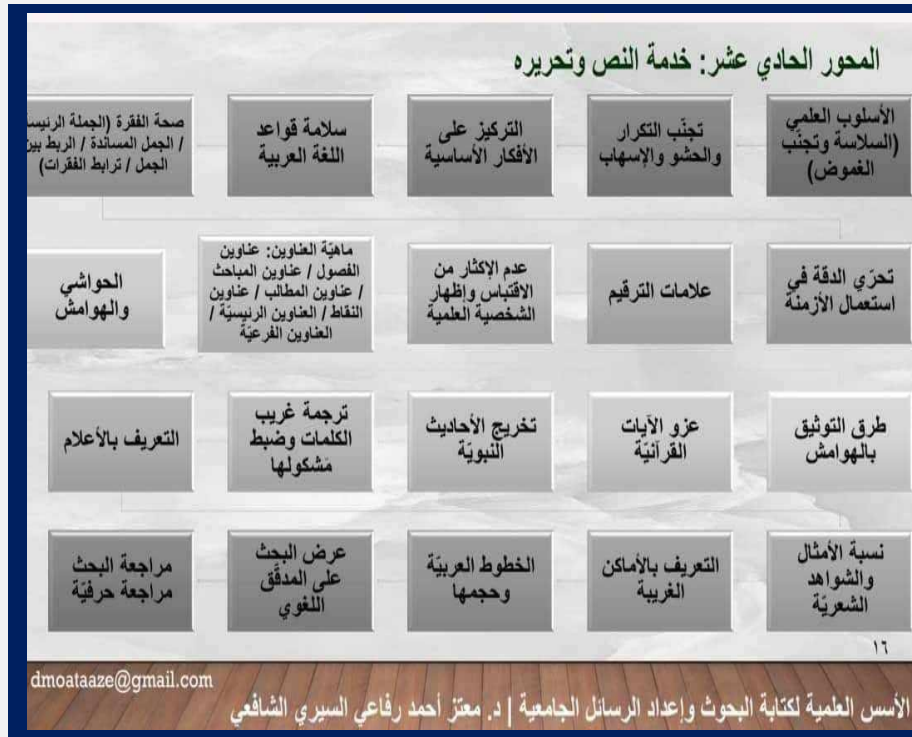 المحور الحادي عشر: خدمة النص وتحريره
الأسلوب العلمي
(السلاسة وتجنّب
الغموض)
تجنّب التكرار
والحشو والإسهاب
التركيز على
الأفكار الأساسية
سلامة قواعد
اللغة العربية
صحة الفقرة (الجملة الرئيس
/ الجمل المساندة / الربط بين
الجمل / ترابط الفقرات)
تحرّي الدقة في
استعمال الأزمنة
علامات الترقيم
عدم الإكثار من
الاقتباس وإظهار
الشخصية العلمية
ماهيّة العناوين: عناوين
الفصول / عناوين المباحث
/ عناوين المطالب / عناوين
النقاط / العناوين الرئيسيّة /
العناوين الفرعيّة
الحواشي
والهوامش
طرق التوثيق
بالهوامش
عزو الآيات
القرآنيّة
تخريج الأحاديث
النبويّة
ترجمة غريب
الكلمات وضبط
مَشكولها
التعريف بالأعلام
نسبة الأمثال
والشواهد
الشعريّة
التعريف بالأماكن
الغريبة
الخطوط العربيّة
وحجمها
عرض البحث
على المدقّق
اللغوي
مراجعة البحث
مراجعة حرفيّة
١٦
dmoataaze@gmail.com
الأسس العلمية لكتابة البحوث وإعداد الرسائل الجامعية | د. معتز أحمد رفاعي السيري الشافعي